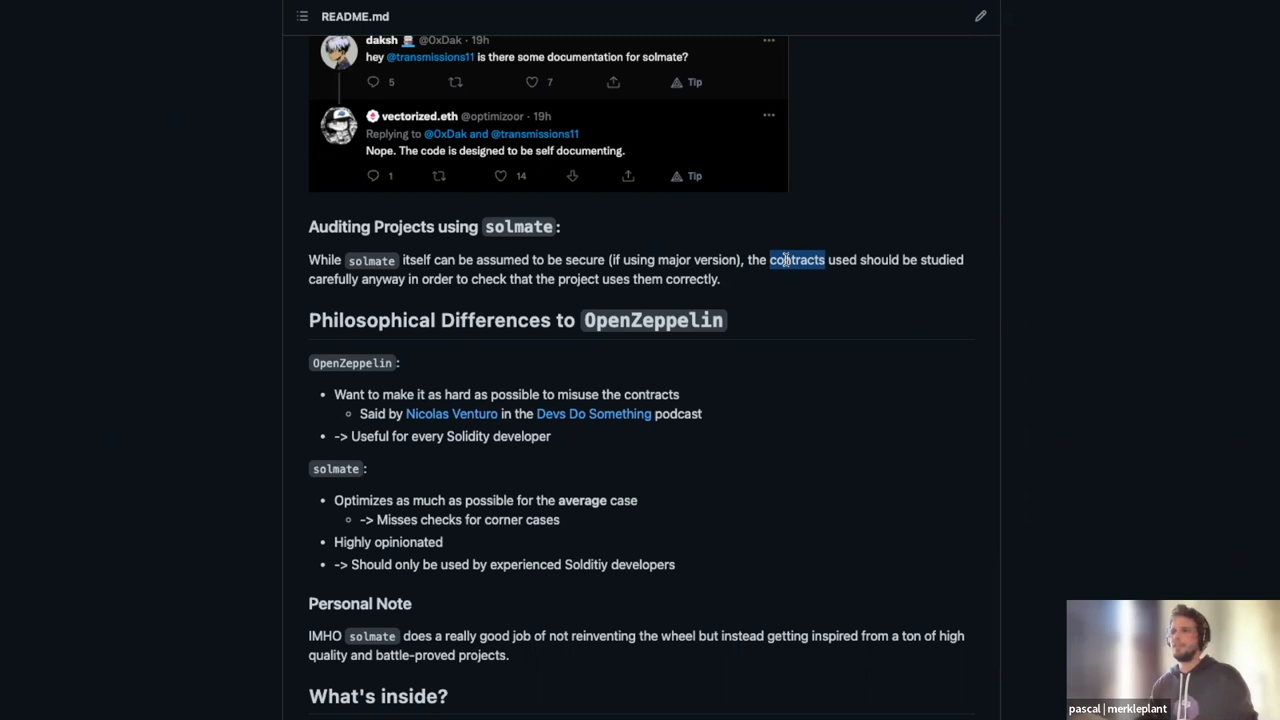 README.md
daksh @0xDak · 19h
hey @transmissions11 is there some documentation for solmate?
5 7 Tip
vectorized.eth @optimizoor · 19h
Replying to @0xDak and @transmissions11
Nope. The code is designed to be self documenting.
1 14 Tip
Auditing Projects using solmate:
While solmate itself can be assumed to be secure (if using major version), the contracts used should be studied
carefully anyway in order to check that the project uses them correctly.
Philosophical Differences to OpenZeppelin
OpenZeppelin:
• Want to make it as hard as possible to misuse the contracts
◦ Said by Nicolas Venturo in the Devs Do Something podcast
• -> Useful for every Solidity developer
solmate:
• Optimizes as much as possible for the average case
◦ -> Misses checks for corner cases
• Highly opinionated
• -> Should only be used by experienced Solditiy developers
Personal Note
IMHO solmate does a really good job of not reinventing the wheel but instead getting inspired from a ton of high
quality and battle-proved projects.
What's inside?
pascal | merkleplant